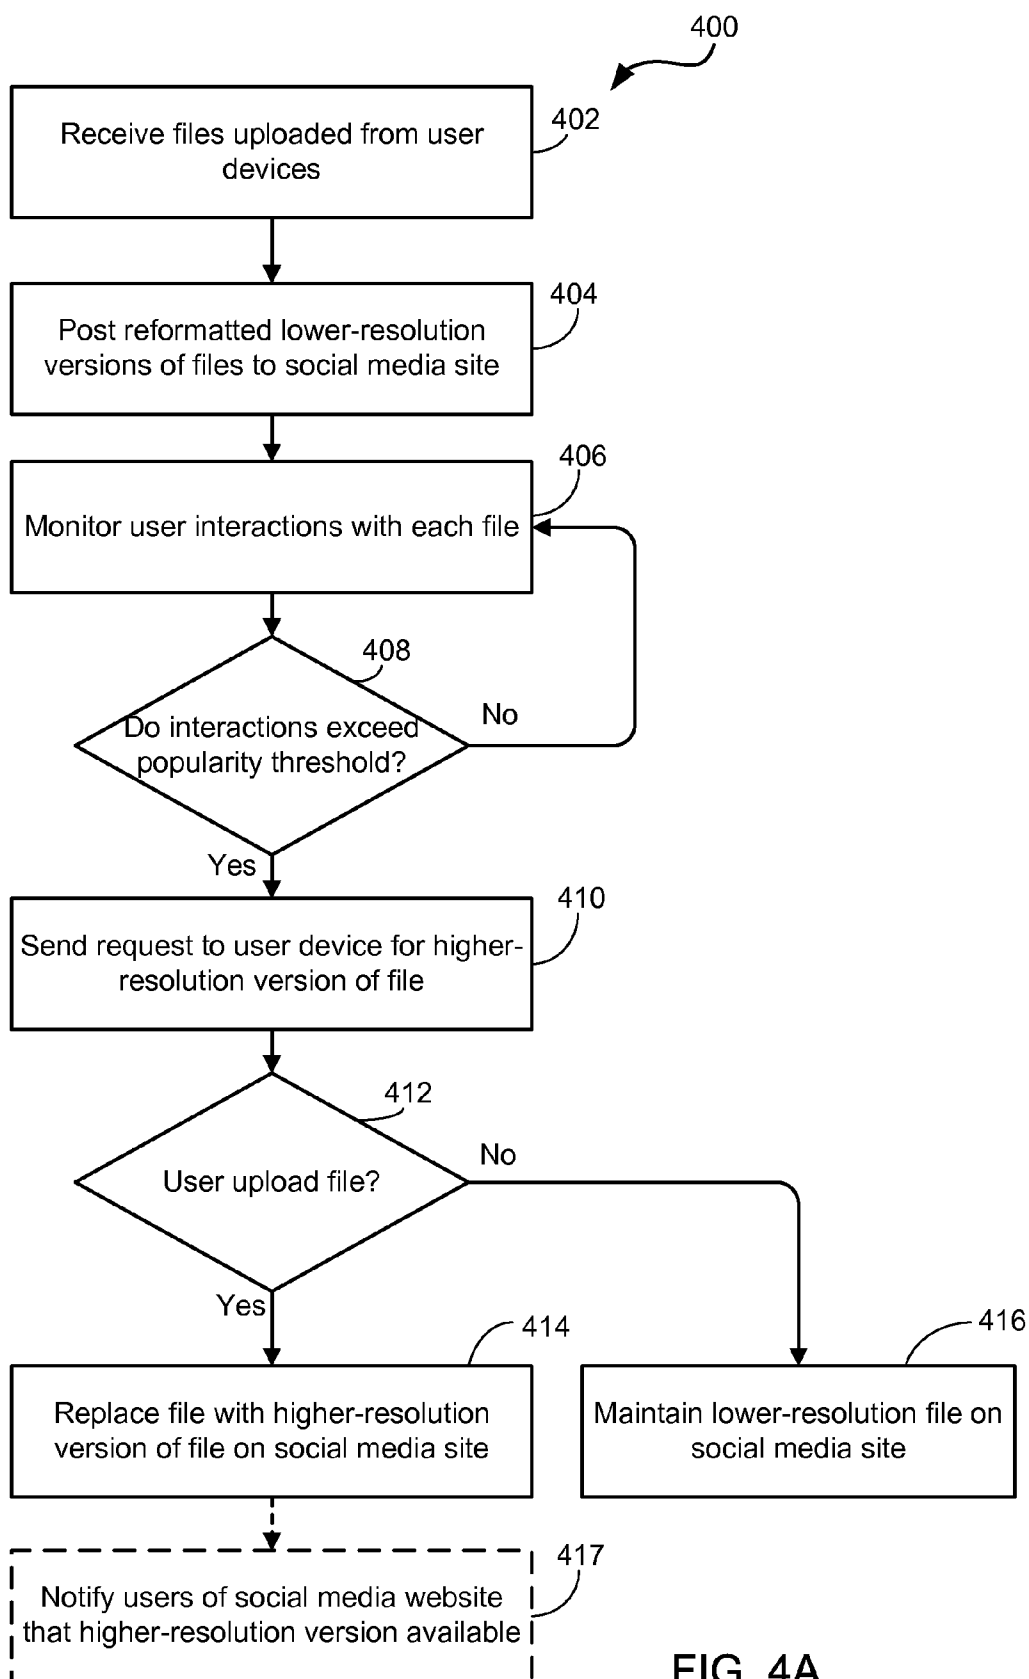 400
Receive files uploaded from user
devices
402
Post reformatted lower-resolution
versions of files to social media site
404
Monitor user interactions with each file
406
Do interactions exceed
popularity threshold?
408
No
Yes
Send request to user device for higher-
resolution version of file
410
User upload file?
412
No
Yes
Replace file with higher-resolution
version of file on social media site
414
Maintain lower-resolution file on
social media site
416
Notify users of social media website
that higher-resolution version available
417
FIG. 4A